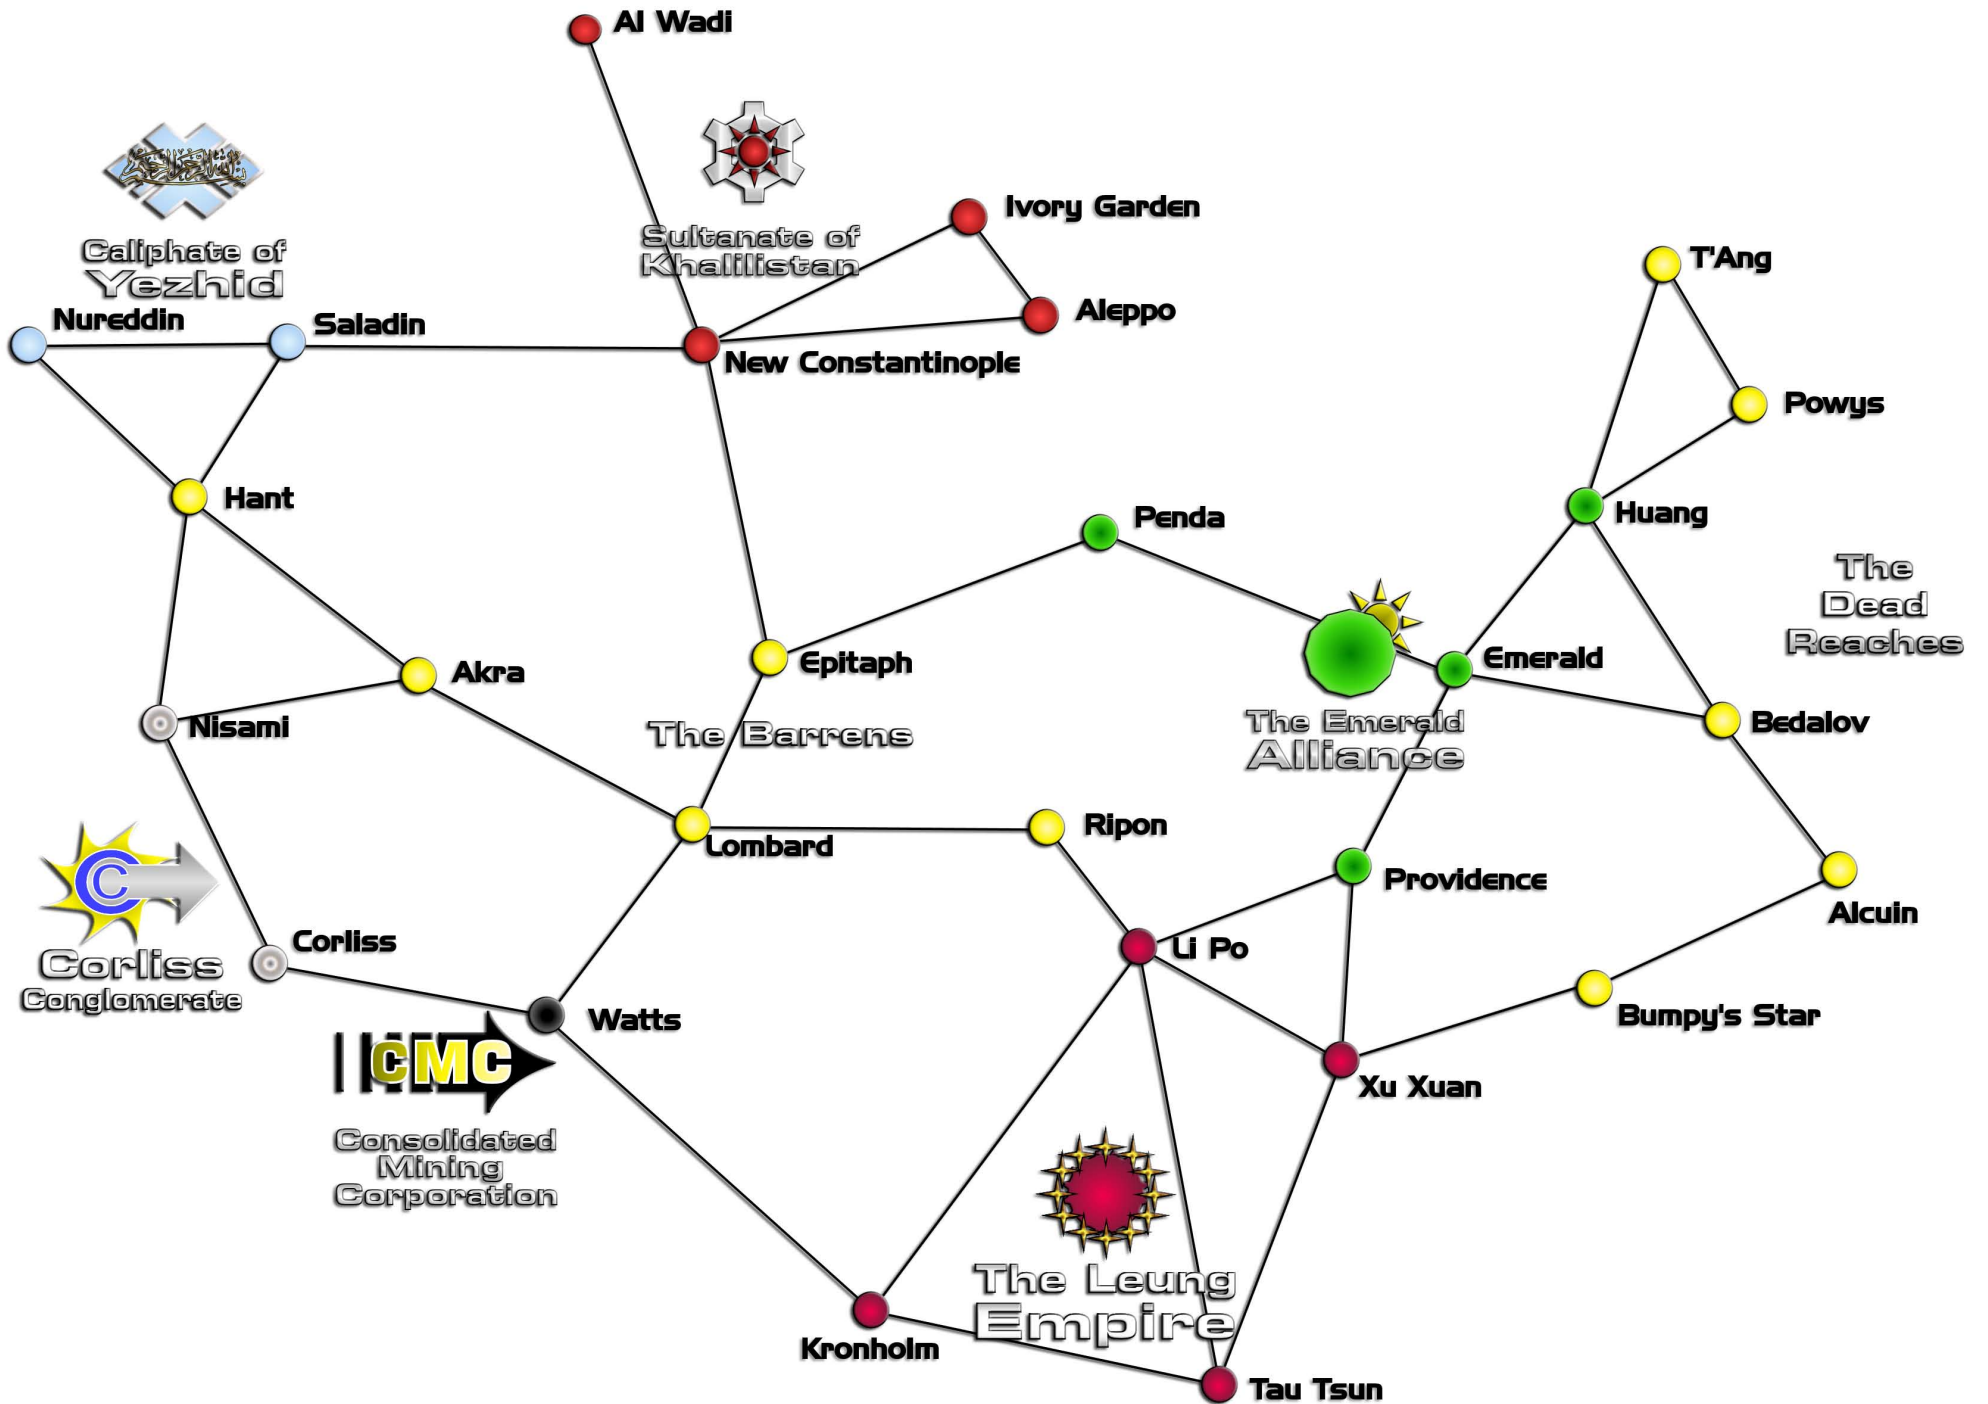 Al Wadi
Sultanate of
Khalilistan
Ivory Garden
Aleppo
New Constantinople
Caliphate of
Yezhid
Nureddin
Saladin
Hant
T'Ang
Powys
Huang
Penda
The
Dead
Reaches
Akra
Nisami
Epitaph
The Barrens
Emerald
The Emerald
Alliance
Bedalov
Lombard
Ripon
Providence
Alcuin
C
Corliss
Conglomerate
Corliss
Li Po
Bumpy's Star
Watts
CMC
Consolidated
Mining
Corporation
Xu Xuan
The Leung
Empire
Kronholm
Tau Tsun